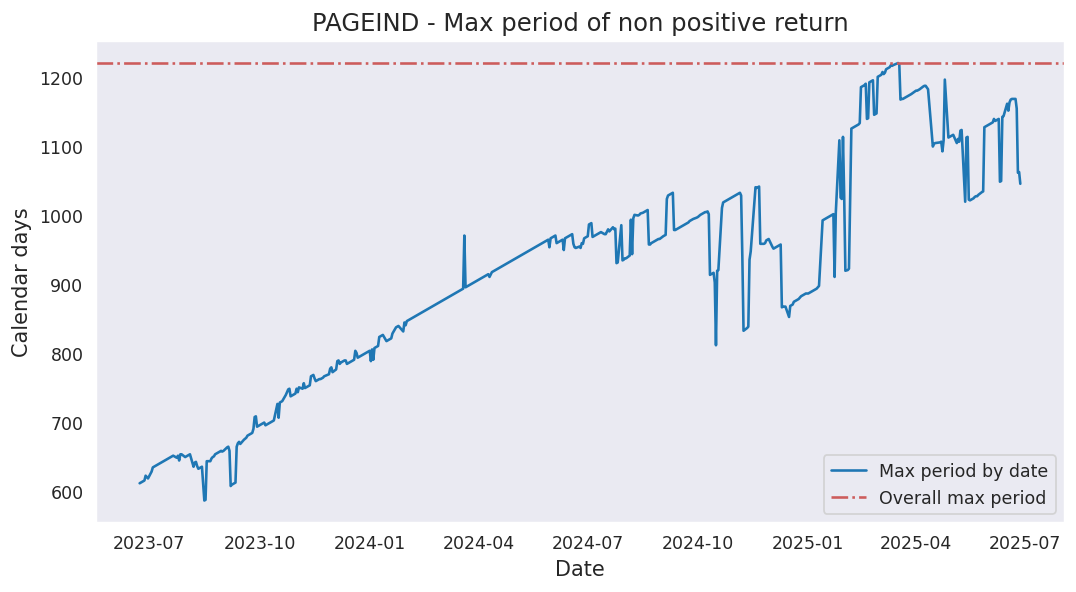 PAGEIND - Max period of non positive return
Calendar days
1200
1100
1000
900
800
700
600
Max period by date
Overall max period
2023-07 2023-10 2024-01 2024-04 2024-07 2024-10 2025-01 2025-04 2025-07
Date